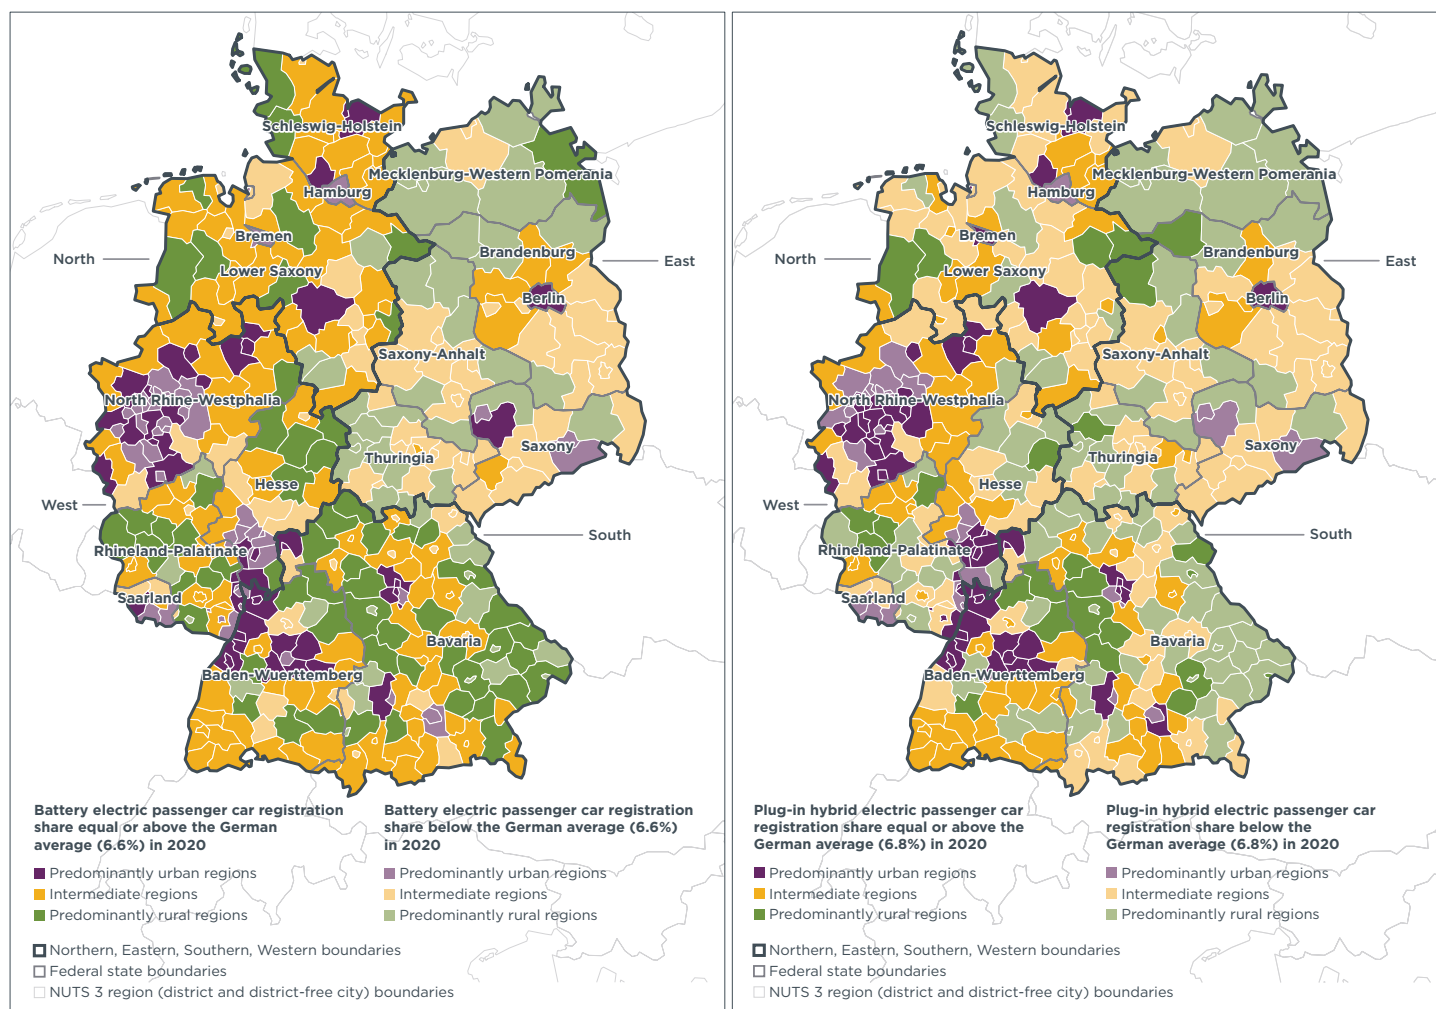 Schleswig-Holstein
Mecklenburg-Western Pomerania
Hamburg
Bremen
North
Brandenburg
East
Lower Saxony
Berlin
Saxony-Anhalt
North Rhine-Westphalia
Saxony
Thuringia
Hesse
West
South
Rhineland-Palatinate
Saarland
Bavaria
Baden-Wuerttemberg
Battery electric passenger car registration
share equal or above the German
average (6.6%) in 2020
Predominantly urban regions
Intermediate regions
Predominantly rural regions
Battery electric passenger car registration
share below the German average (6.6%)
in 2020
Predominantly urban regions
Intermediate regions
Predominantly rural regions
Northern, Eastern, Southern, Western boundaries
Federal state boundaries
NUTS 3 region (district and district-free city) boundaries
Schleswig-Holstein
Mecklenburg-Western Pomerania
Hamburg
Bremen
North
Brandenburg
East
Lower Saxony
Berlin
Saxony-Anhalt
North Rhine-Westphalia
Saxony
Thuringia
Hesse
West
South
Rhineland-Palatinate
Saarland
Bavaria
Baden-Wuerttemberg
Plug-in hybrid electric passenger car
registration share equal or above the
German average (6.8%) in 2020
Predominantly urban regions
Intermediate regions
Predominantly rural regions
Plug-in hybrid electric passenger car
registration share below the
German average (6.8%) in 2020
Predominantly urban regions
Intermediate regions
Predominantly rural regions
Northern, Eastern, Southern, Western boundaries
Federal state boundaries
NUTS 3 region (district and district-free city) boundaries